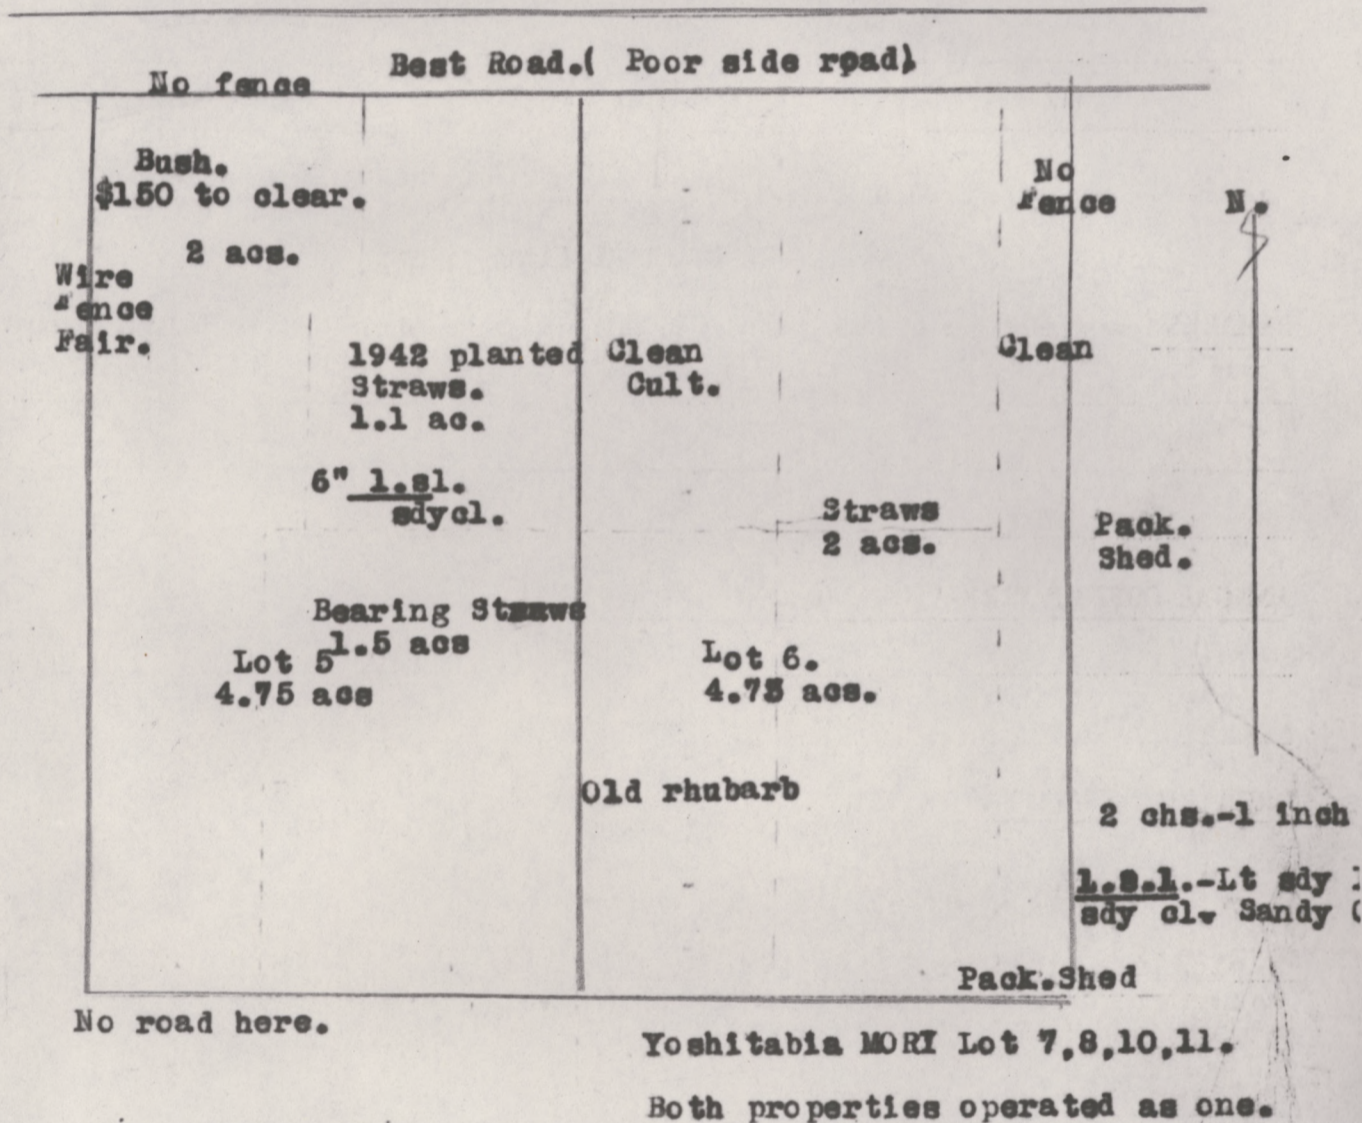 Best Road.( Poor side road)
No fence
Bush.
$150 to clear.
2 acs.
No
Fence
N.
Wire
Fence
Fair.
1942 planted
Straws.
1.1 ac.
Clean
Cult.
Clean
6" l.sl.
sdycl.
Straws
2 acs.
Pack.
Shed.
Bearing Straws
1.5 acs
Lot 5
4.75 acs
Lot 6.
4.75 acs.
Old rhubarb
2 chs.-1 inch
l.s.l.-Lt sdy
sdy cl- Sandy
Pack.Shed
No road here.
Yoshitabia MORI Lot 7,8,10,11.
Both properties operated as one.